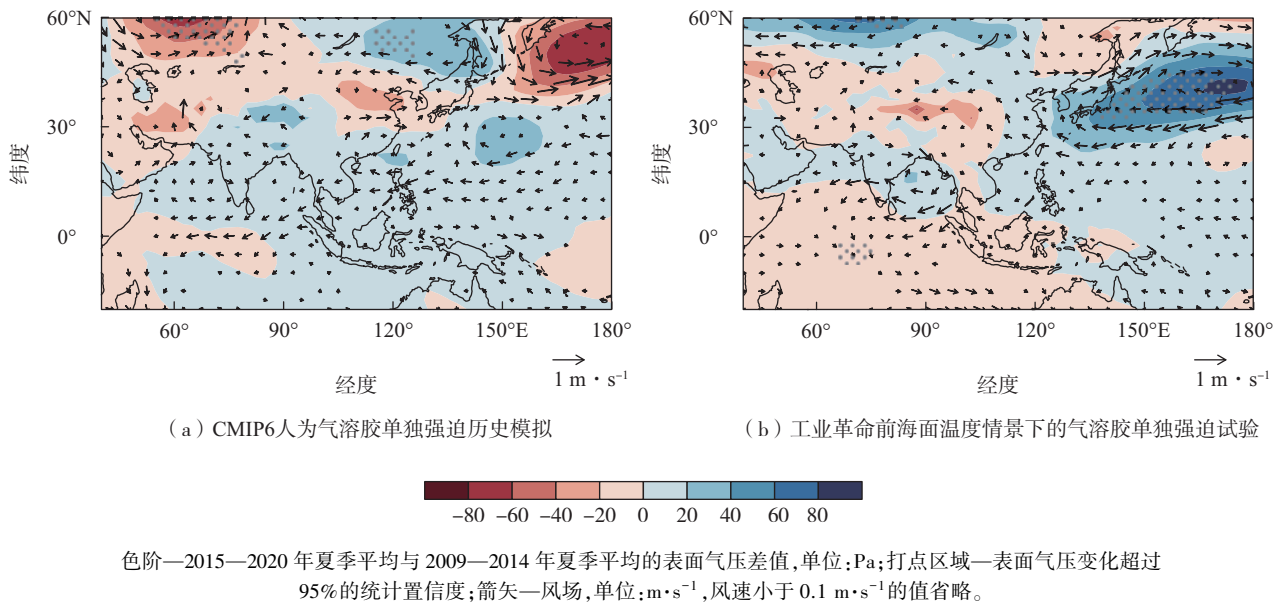 60°N
30°
0°
纬度
60°
90°
120°
150°E
180°
经度
1 m·s⁻¹
(a)CMIP6人为气溶胶单独强迫历史模拟
60°N
30°
0°
纬度
60°
90°
120°
150°E
180°
经度
1 m·s⁻¹
(b)工业革命前海面温度情景下的气溶胶单独强迫试验
-80 -60 -40 -20 0 20 40 60 80
色阶—2015—2020 年夏季平均与 2009—2014 年夏季平均的表面气压差值,单位:Pa;打点区域—表面气压变化超过
95%的统计置信度;箭矢—风场,单位:m·s⁻¹,风速小于 0.1 m·s⁻¹的值省略。